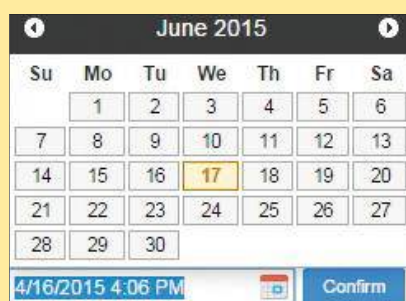 June 2015
Su Mo Tu We Th Fr Sa
1 2 3 4 5 6
7 8 9 10 11 12 13
14 15 16 17 18 19 20
21 22 23 24 25 26 27
28 29 30
4/16/2015 4:06 PM Confirm